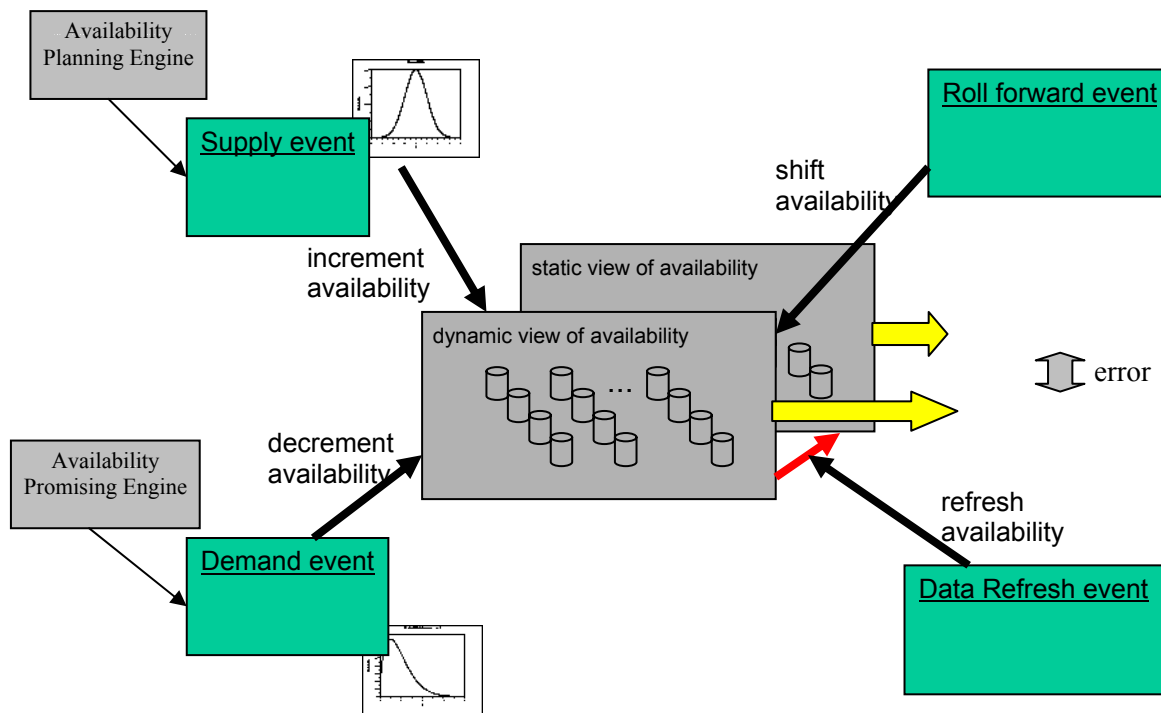 Availability
Planning Engine
Supply event
Roll forward event
shift
availability
increment
availability
static view of availability
dynamic view of availability
...
error
decrement
availability
Availability
Promising Engine
refresh
availability
Demand event
Data Refresh event